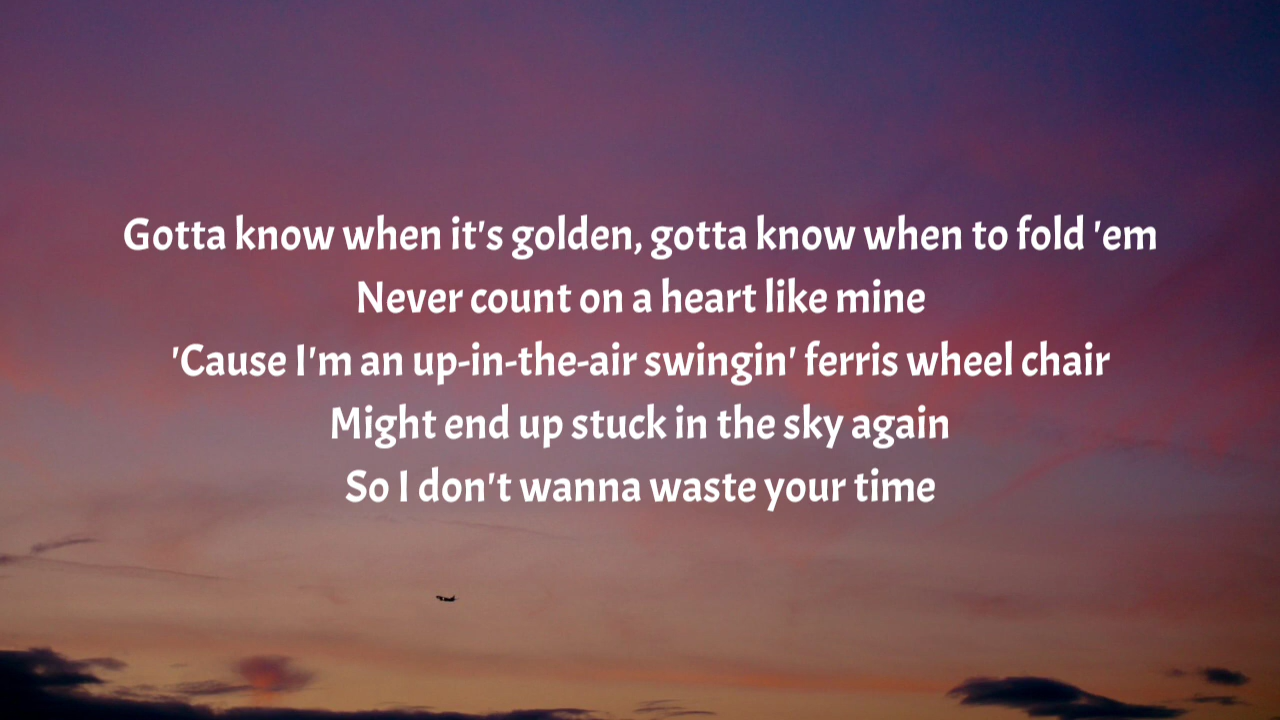 Gotta know when it's golden, gotta know when to fold 'em
Never count on a heart like mine
'Cause I'm an up-in-the-air swingin' ferris wheel chair
Might end up stuck in the sky again
So I don't wanna waste your time